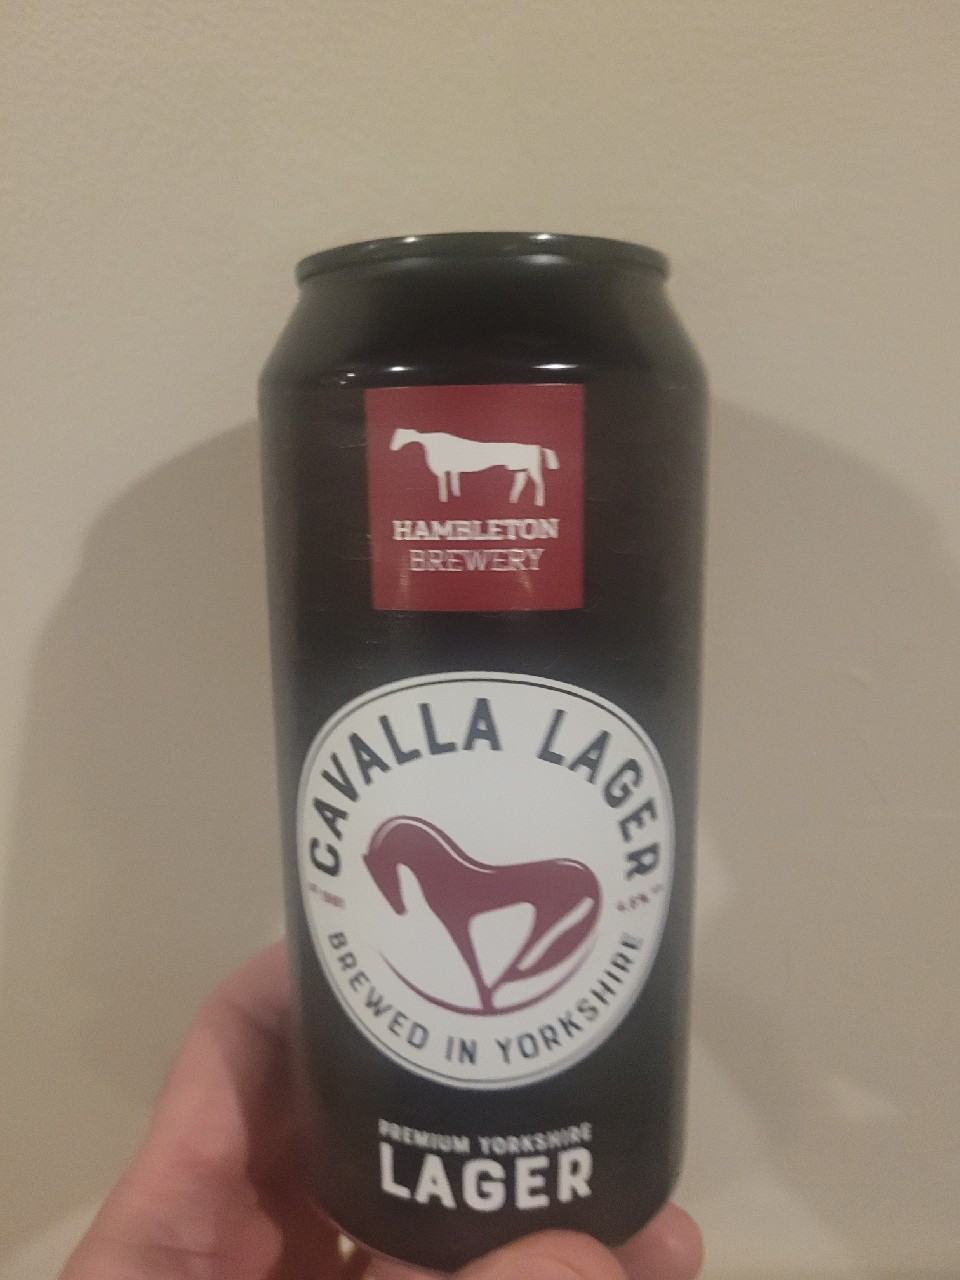 HAMBLETON
BREWERY
CAVALLA LAGER
BREWED IN YORKSHIRE
PREMIUM YORKSHIRE
LAGER